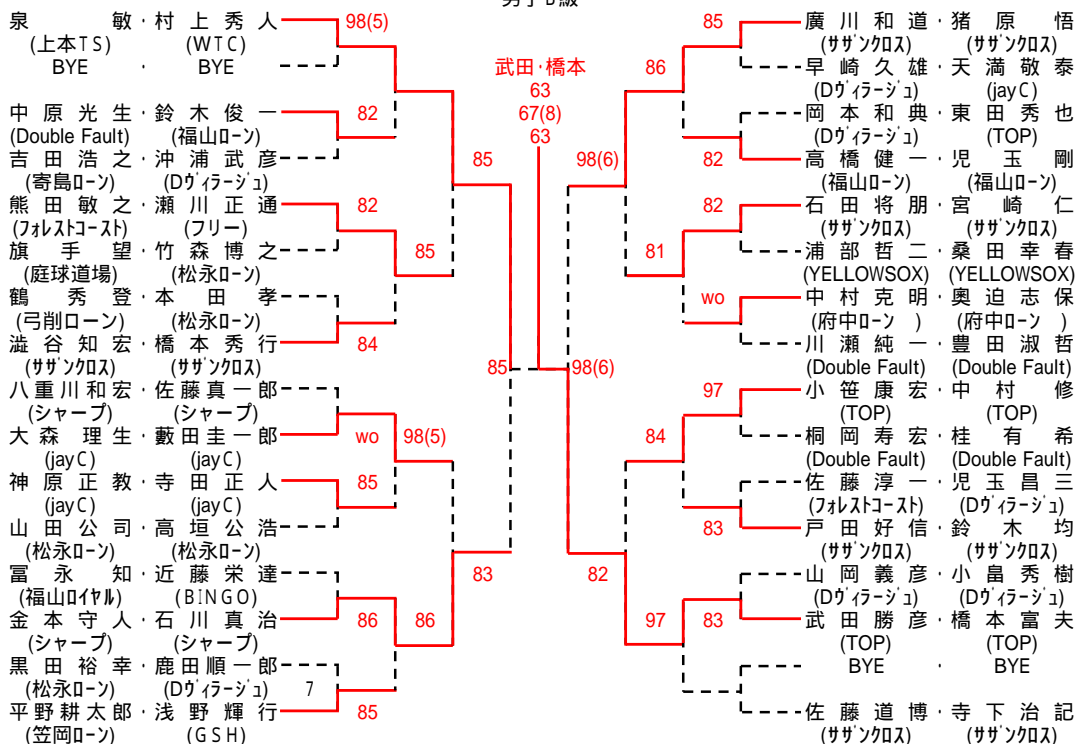 男子B級
泉 敏・村上秀人 98(5)
(上本TS) (WTC)
BYE ・ BYE
中原光生・鈴木俊一 82
(Double Fault) (福山ローン)
吉田浩之・沖浦武彦 85
(寄島ローン) (Dヴィラージュ)
熊田敏之・瀬川正通 82
(フォレストコースト) (フリー)
旗手望・竹森博之 85
(庭球道場) (松永ローン)
鶴秀登・本田孝
(弓削ローン) (松永ローン)
澁谷知宏・橋本秀行 84
(サザンクロス) (サザンクロス)
85
八重川和宏・佐藤真一郎
(シャープ) (シャープ)
大森理生・藪田圭一郎 wo 98(5)
(jayC) (jayC)
神原正教・寺田正人 85
(jayC) (jayC)
山田公司・高垣公浩
(松永ローン) (松永ローン)
冨永知・近藤栄達 83
(福山ロイヤル) (BINGO)
金本守人・石川真治 86 86
(シャープ) (シャープ)
黒田裕幸・鹿田順一郎
(松永ローン) (Dヴィラージュ) 7
平野耕太郎・浅野輝行 85
(笠岡ローン) (GSH)
武田・橋本
63
67(8)
63
85 廣川和道・猪原悟
(サザンクロス) (サザンクロス)
86 早崎久雄・天満敬泰
(Dヴィラージュ) (jayC)
岡本和典・東田秀也
(Dヴィラージュ) (TOP)
98(6) 82 高橋健一・児玉剛
(福山ローン) (福山ローン)
82 石田将朋・宮崎仁
(サザンクロス) (サザンクロス)
81 浦部哲二・桑田幸春
(YELLOWSOX) (YELLOWSOX)
wo 中村克明・奥迫志保
(府中ローン ) (府中ローン )
川瀬純一・豊田淑哲
(Double Fault) (Double Fault)
98(6)
97 小笹康宏・中村修
(TOP) (TOP)
84 桐岡寿宏・桂有希
(Double Fault) (Double Fault)
佐藤淳一・児玉昌三
(フォレストコースト) (Dヴィラージュ)
83 戸田好信・鈴木均
(サザンクロス) (サザンクロス)
82 山岡義彦・小畠秀樹
(Dヴィラージュ) (Dヴィラージュ)
97 83 武田勝彦・橋本富夫
(TOP) (TOP)
BYE ・ BYE
佐藤道博・寺下治記
(サザンクロス) (サザンクロス)